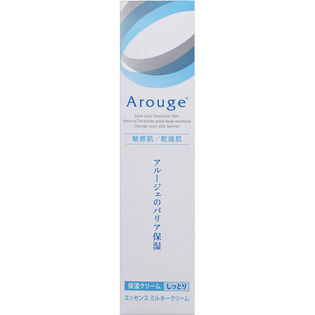 Arouge®
Save your Sensitive Skin
Natural Ceramide gives deep moisture
Change your skin barrier
敏感肌/乾燥肌
アルージェのバリア保湿
保湿クリーム しっとり
エッセンス ミルキークリーム